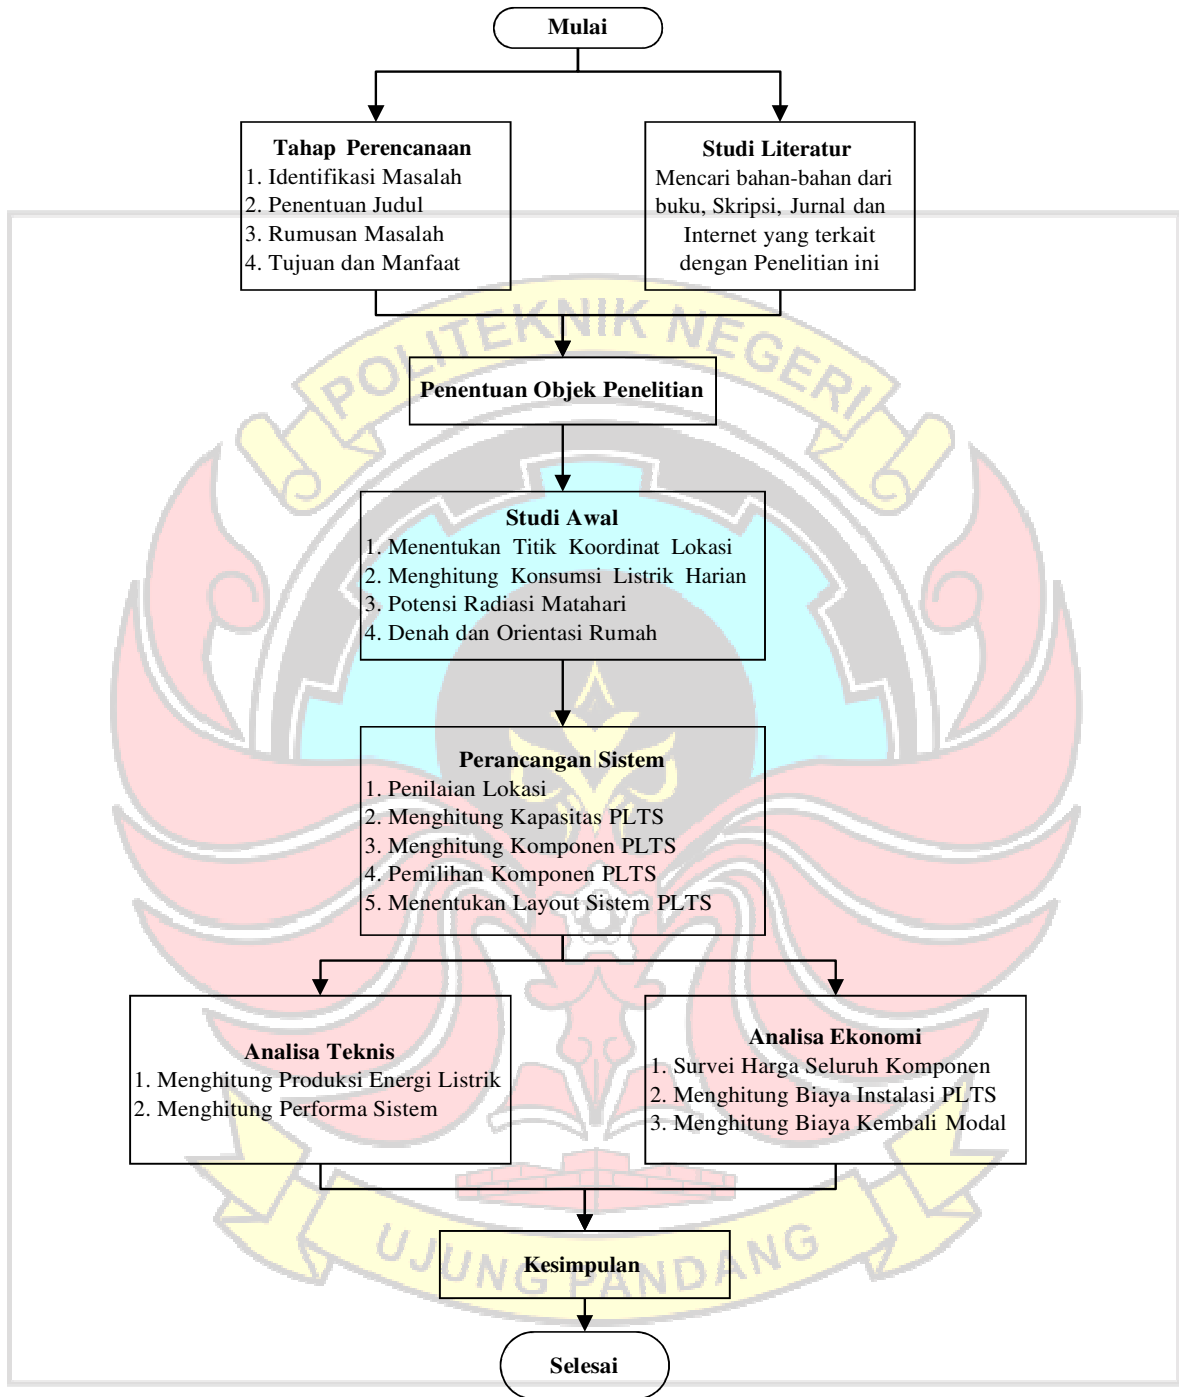 Mulai
Tahap Perencanaan
1. Identifikasi Masalah
2. Penentuan Judul
3. Rumusan Masalah
4. Tujuan dan Manfaat
Studi Literatur
Mencari bahan-bahan dari
buku, Skripsi, Jurnal dan
Internet yang terkait
dengan Penelitian ini
POLITEKNIK NEGERI
Penentuan Objek Penelitian
Studi Awal
1. Menentukan Titik Koordinat Lokasi
2. Menghitung Konsumsi Listrik Harian
3. Potensi Radiasi Matahari
4. Denah dan Orientasi Rumah
Perancangan Sistem
1. Penilaian Lokasi
2. Menghitung Kapasitas PLTS
3. Menghitung Komponen PLTS
4. Pemilihan Komponen PLTS
5. Menentukan Layout Sistem PLTS
Analisa Teknis
1. Menghitung Produksi Energi Listrik
2. Menghitung Performa Sistem
Analisa Ekonomi
1. Survei Harga Seluruh Komponen
2. Menghitung Biaya Instalasi PLTS
3. Menghitung Biaya Kembali Modal
UJUNG PANDANG
Kesimpulan
Selesai